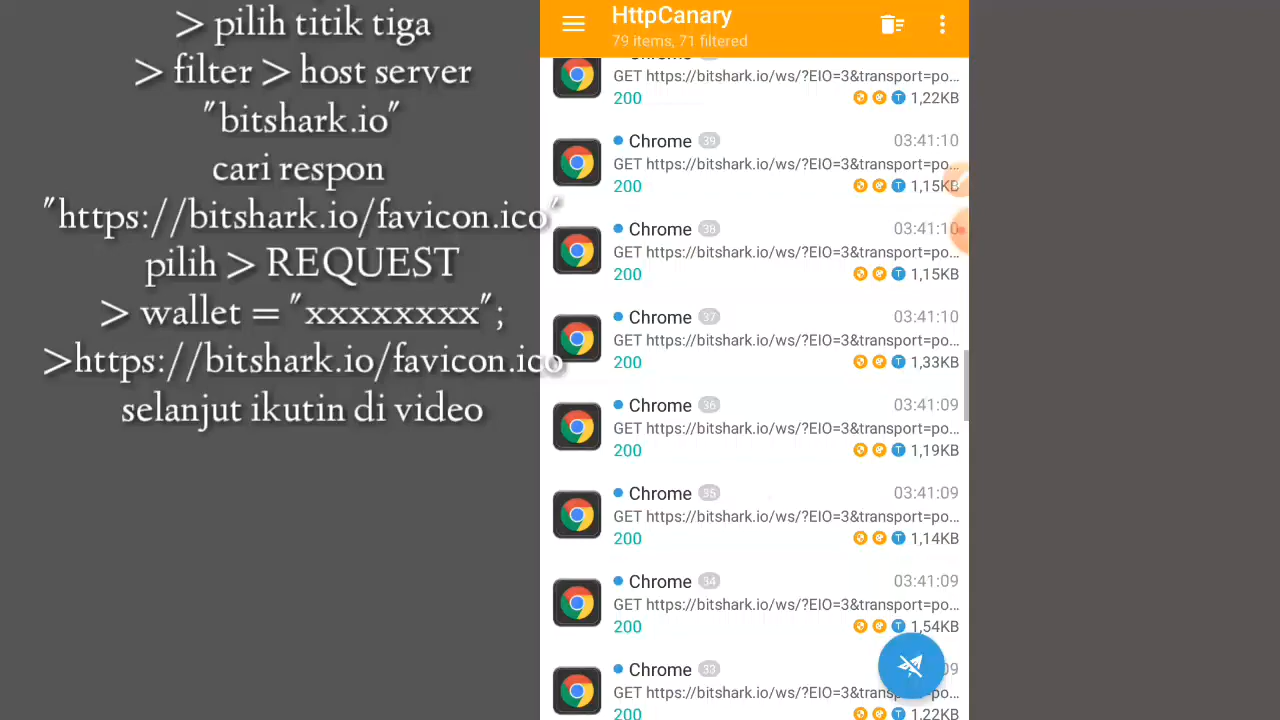 > pilih titik tiga
> filter > host server
"bitshark.io"
cari respon
"https://bitshark.io/favicon.ico"
pilih > REQUEST
> wallet = "xxxxxxxx";
>https://bitshark.io/favicon.ico
selanjut ikutin di video
HttpCanary
79 items, 71 filtered
GET https://bitshark.io/ws/?EIO=3&transport=po...
200 T 1,22KB
Chrome 39 03:41:10
GET https://bitshark.io/ws/?EIO=3&transport=po...
200 T 1,15KB
Chrome 38 03:41:10
GET https://bitshark.io/ws/?EIO=3&transport=po...
200 T 1,15KB
Chrome 37 03:41:10
GET https://bitshark.io/ws/?EIO=3&transport=po...
200 T 1,33KB
Chrome 36 03:41:09
GET https://bitshark.io/ws/?EIO=3&transport=po...
200 T 1,19KB
Chrome 35 03:41:09
GET https://bitshark.io/ws/?EIO=3&transport=po...
200 T 1,14KB
Chrome 34 03:41:09
GET https://bitshark.io/ws/?EIO=3&transport=po...
200 T 1,54KB
Chrome 33
GET https://bitshark.io/ws/?EIO=3&transport=po...
200 T 1,22KB